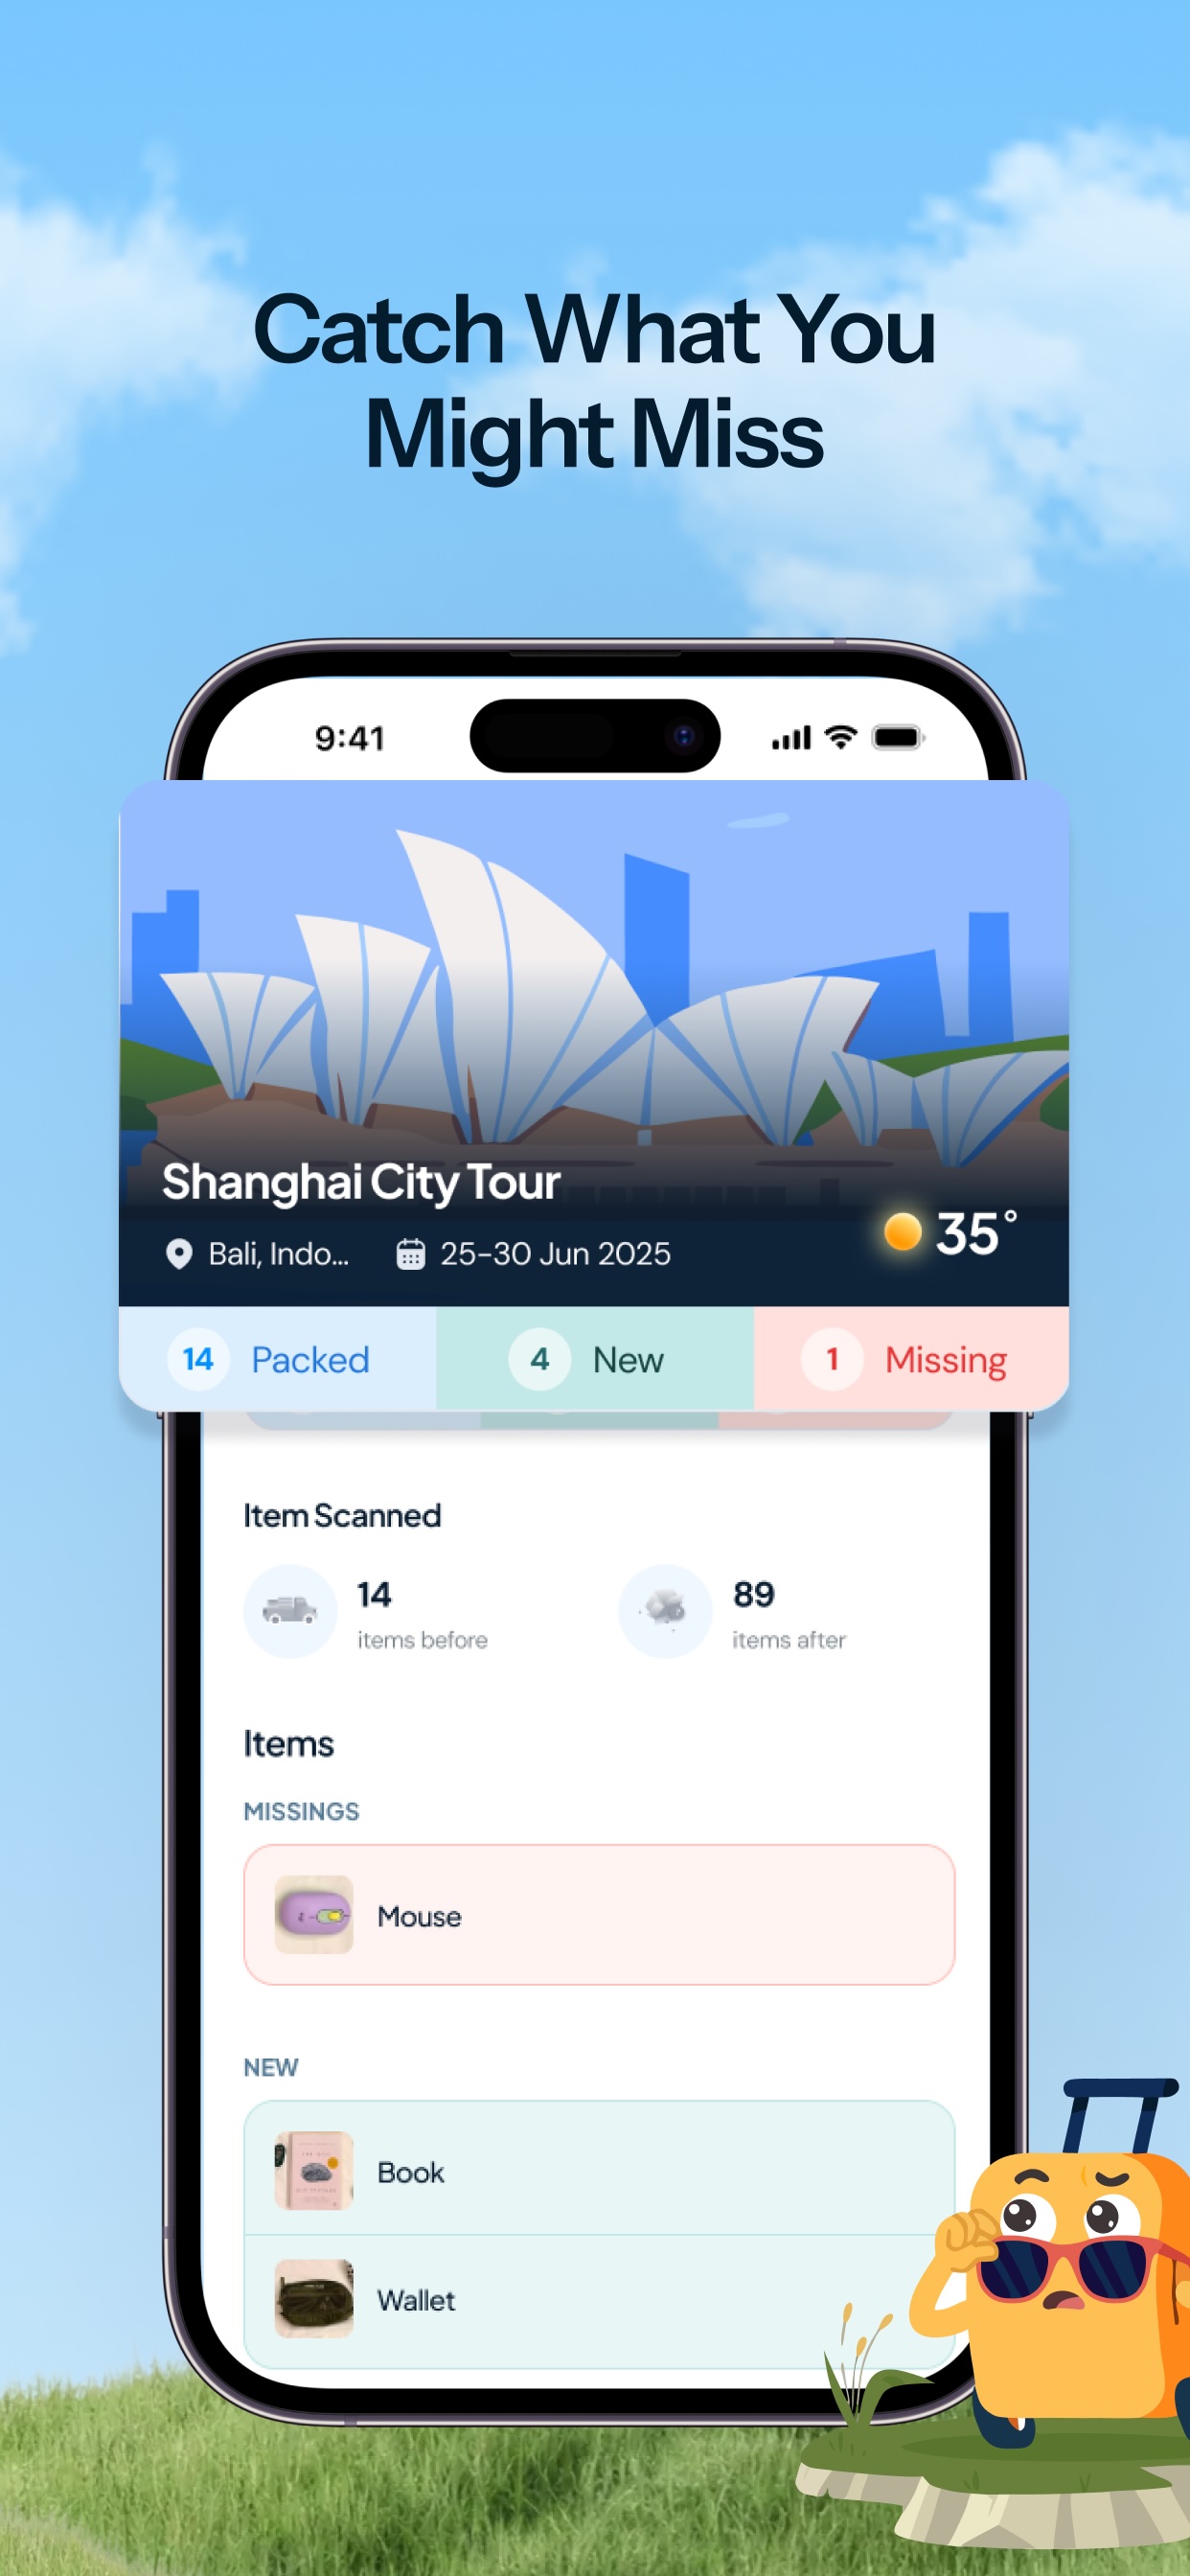 Catch What You
Might Miss
9:41
Shanghai City Tour
Bali, Indo...
25-30 Jun 2025
35°
14 Packed
4 New
1 Missing
Item Scanned
14
items before
89
items after
Items
MISSINGS
Mouse
NEW
Book
Wallet